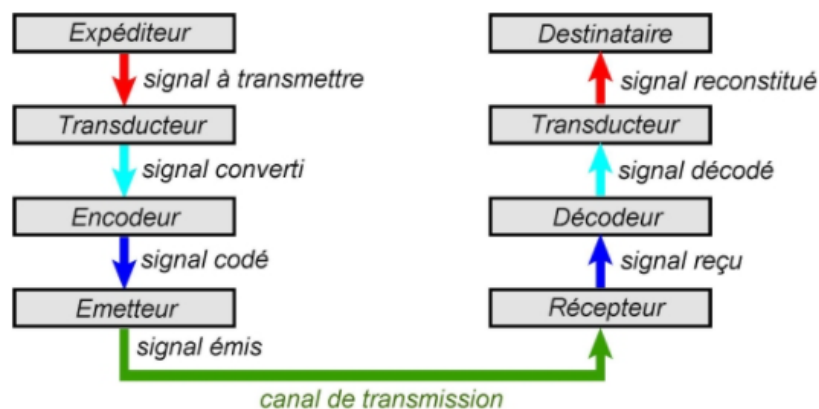 Expéditeur
signal à transmettre
Transducteur
signal converti
Encodeur
signal codé
Emetteur
signal émis
canal de transmission
Récepteur
signal reçu
Décodeur
signal décodé
Transducteur
signal reconstitué
Destinataire